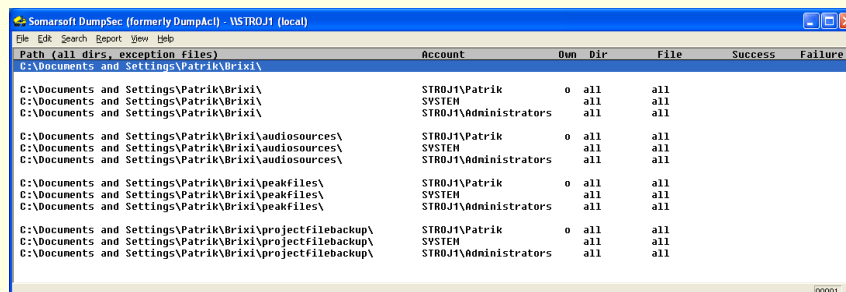 Somarsoft DumpSec (formerly DumpAcl) - \\STROJ1 (local)
File Edit Search Report View Help
Path (all dirs, exception files) Account Own Dir File Success Failure
C:\Documents and Settings\Patrik\Brixi\
C:\Documents and Settings\Patrik\Brixi\ STROJ1\Patrik o all all
C:\Documents and Settings\Patrik\Brixi\ SYSTEM all all
C:\Documents and Settings\Patrik\Brixi\ STROJ1\Administrators all all
C:\Documents and Settings\Patrik\Brixi\audiosources\ STROJ1\Patrik o all all
C:\Documents and Settings\Patrik\Brixi\audiosources\ SYSTEM all all
C:\Documents and Settings\Patrik\Brixi\audiosources\ STROJ1\Administrators all all
C:\Documents and Settings\Patrik\Brixi\peakfiles\ STROJ1\Patrik o all all
C:\Documents and Settings\Patrik\Brixi\peakfiles\ SYSTEM all all
C:\Documents and Settings\Patrik\Brixi\peakfiles\ STROJ1\Administrators all all
C:\Documents and Settings\Patrik\Brixi\projectfilebackup\ STROJ1\Patrik o all all
C:\Documents and Settings\Patrik\Brixi\projectfilebackup\ SYSTEM all all
C:\Documents and Settings\Patrik\Brixi\projectfilebackup\ STROJ1\Administrators all all
00001